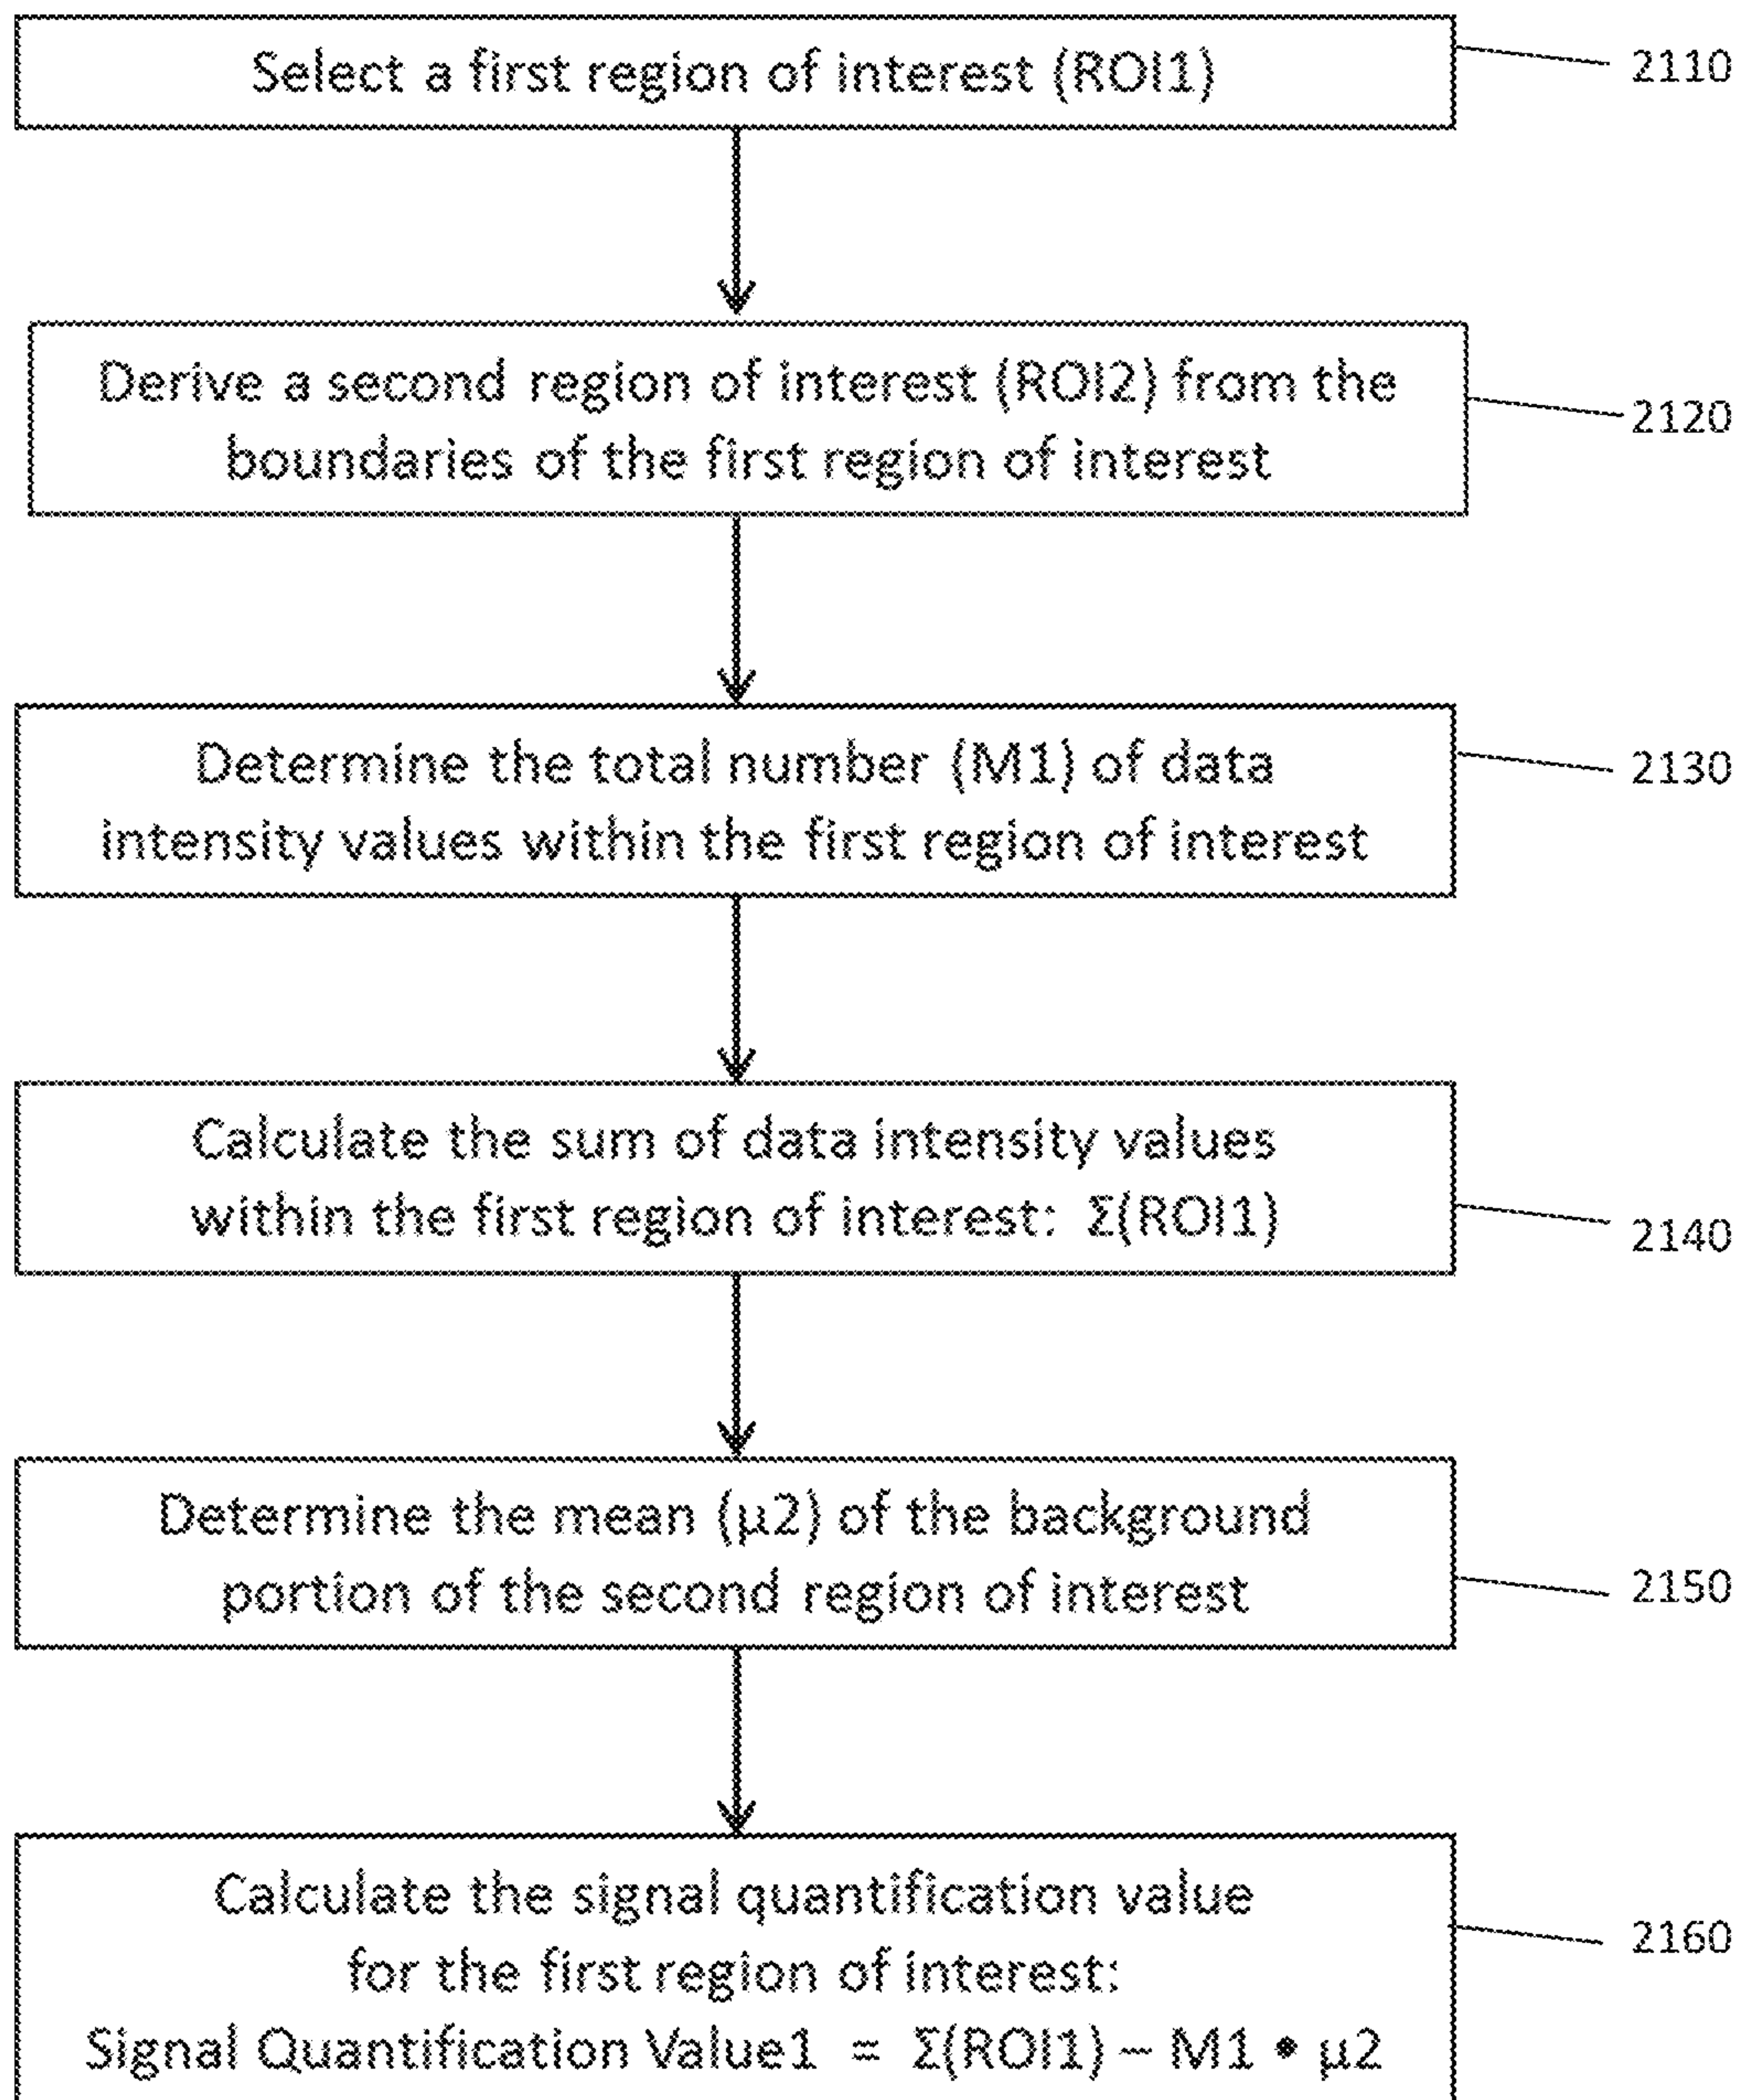 Select a first region of interest (ROI1)
2110
Derive a second region of interest (ROI2) from the
boundaries of the first region of interest
2120
Determine the total number (M1) of data
intensity values within the first region of interest
2130
Calculate the sum of data intensity values
within the first region of interest: Σ(ROI1)
2140
Determine the mean (μ2) of the background
portion of the second region of interest
2150
Calculate the signal quantification value
for the first region of interest:
Signal Quantification Value1 = Σ(ROI1) – M1 • μ2
2160